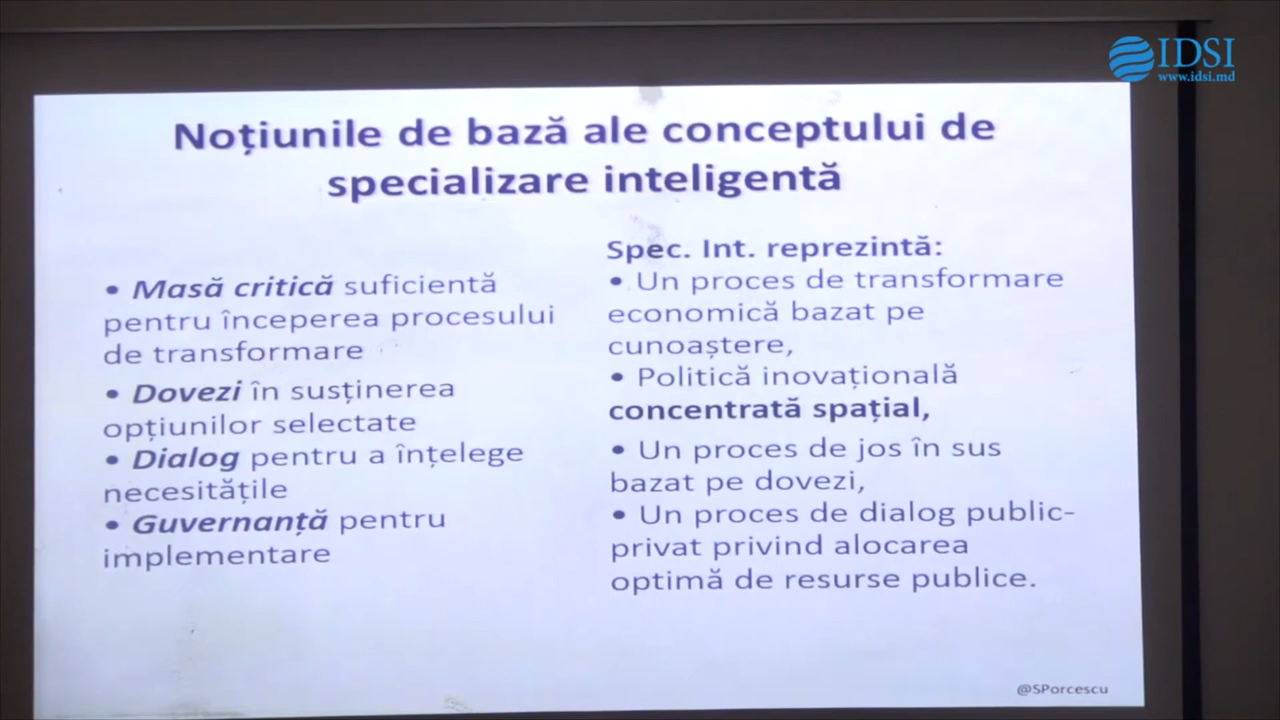 IDSI
www.idsi.md
Noțiunile de bază ale conceptului de
specializare inteligentă
• Masă critică suficientă
pentru începerea procesului
de transformare
• Dovezi în susținerea
opțiunilor selectate
• Dialog pentru a înțelege
necesitățile
• Guvernanță pentru
implementare
Spec. Int. reprezintă:
• Un proces de transformare
economică bazat pe
cunoaștere,
• Politică inovațională
concentrată spațial,
• Un proces de jos în sus
bazat pe dovezi,
• Un proces de dialog public-
privat privind alocarea
optimă de resurse publice.
@SPorcescu